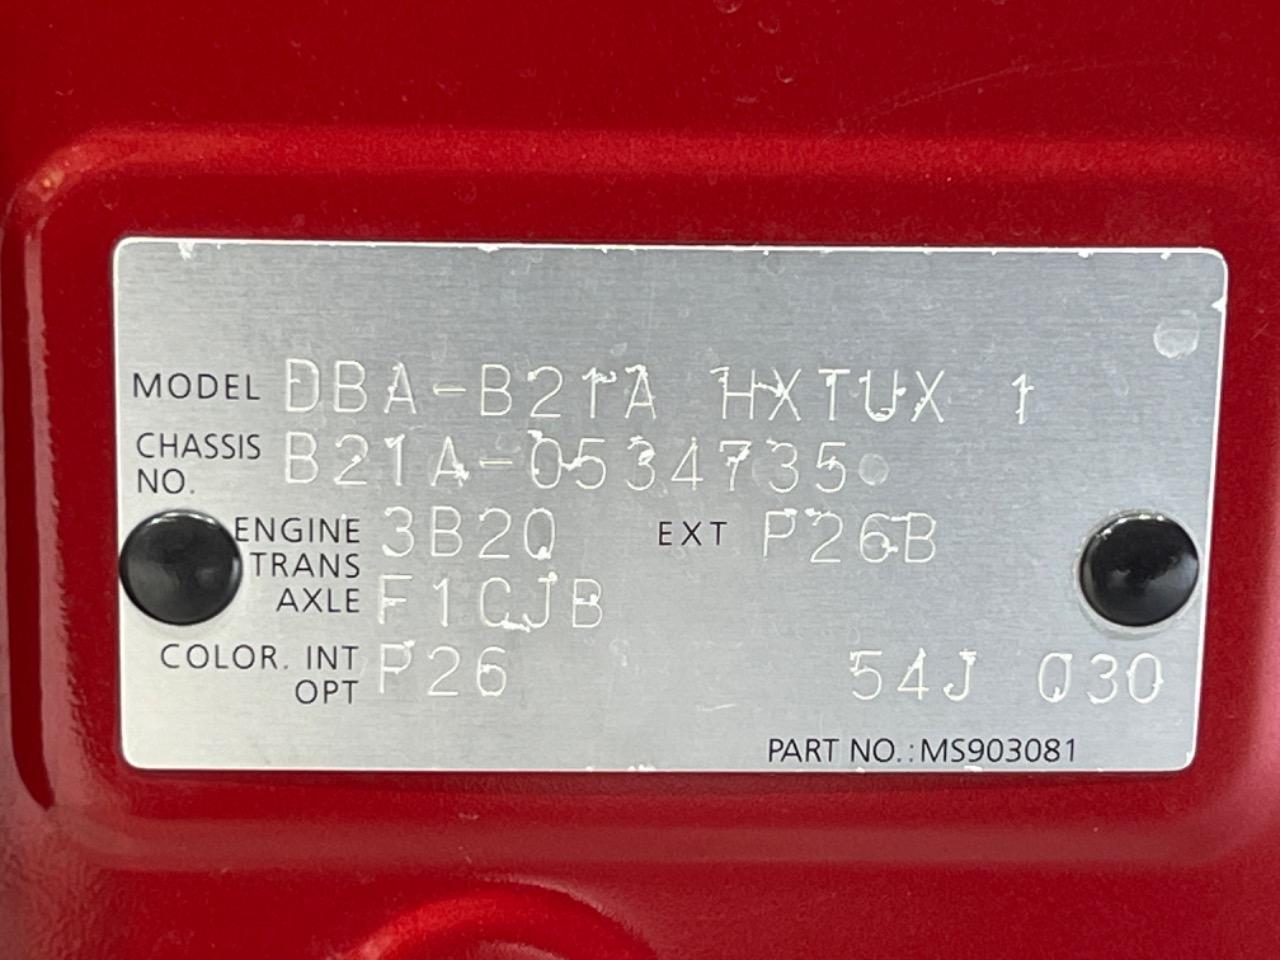 MODEL DBA-B21A HXTUX 1
CHASSIS NO. B21A-0534735
ENGINE 3B20 EXT P26B
TRANS AXLE F1CJB
COLOR. INT OPT P26 54J 030
PART NO.: MS903081